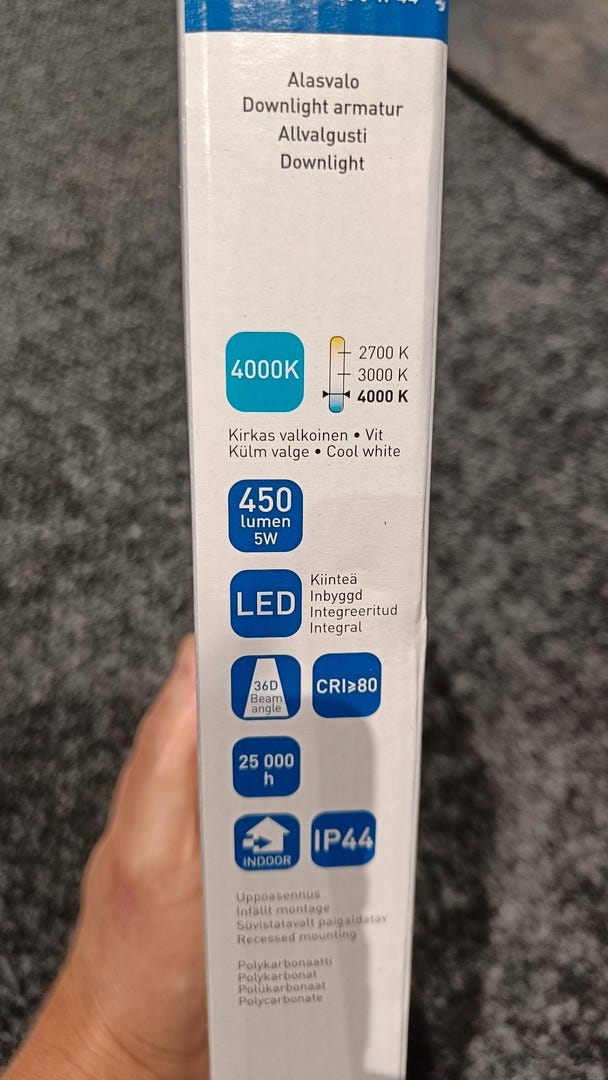 Alasvalo
Downlight armatur
Allvalgusti
Downlight
4000K
2700 K
3000 K
4000 K
Kirkas valkoinen • Vit
Külm valge • Cool white
450
lumen
5W
LED
Kiinteä
Inbyggd
Integreeritud
Integral
36D
Beam
angle
CRI≥80
25 000
h
INDOOR
IP44
Uppoasennus
Infällt montage
Süvistatavalt paigaldatav
Recessed mounting
Polykarbonaatti
Polykarbonat
Polükarbonaat
Polycarbonate